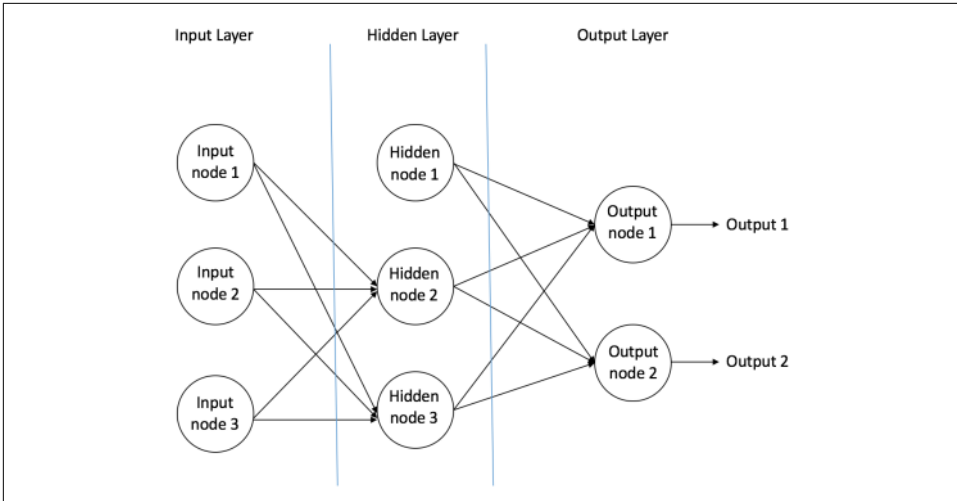 Input Layer
Hidden Layer
Output Layer
Input
node 1
Hidden
node 1
Output
node 1
Output 1
Input
node 2
Hidden
node 2
Output
node 2
Output 2
Input
node 3
Hidden
node 3